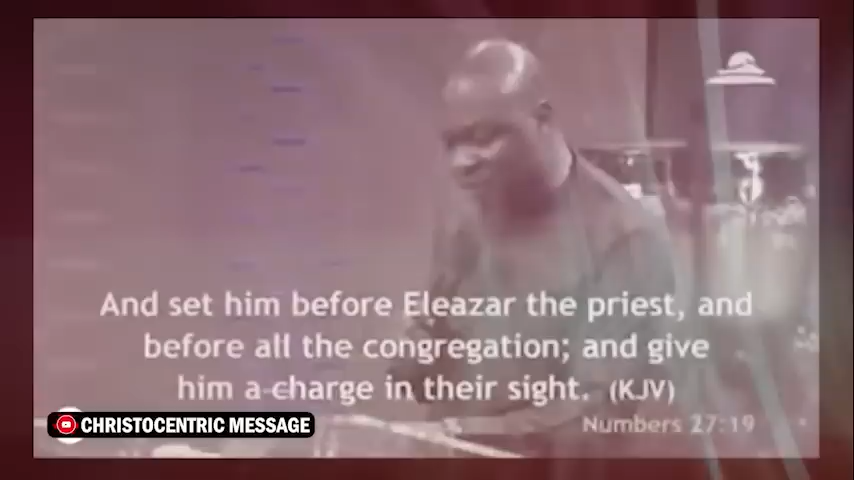 And set him before Eleazar the priest, and
before all the congregation; and give
him a charge in their sight. (KJV)
Numbers 27:19
CHRISTOCENTRIC MESSAGE